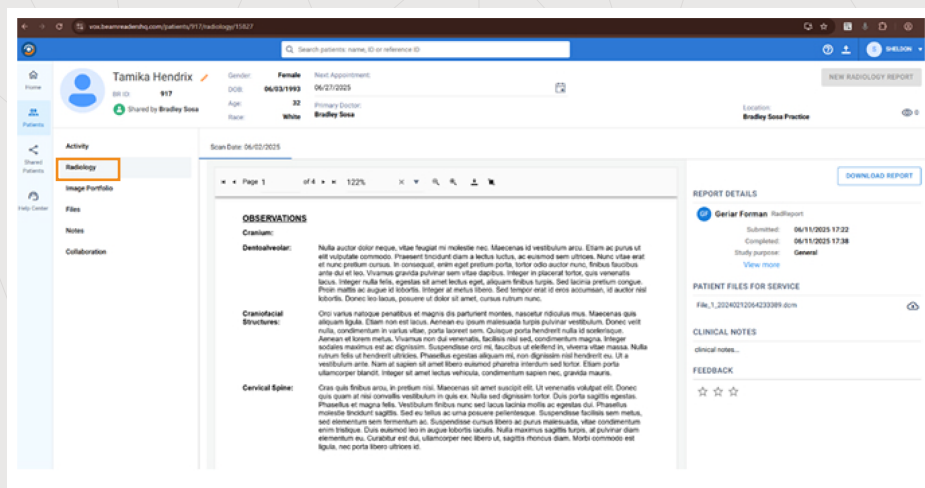 vox.beamreadershq.com/patients/917/radiology/15827
Search patients: name, ID or reference ID
S SHELDON
Home
Patients
Shared
Patients
Help Center
Tamika Hendrix
BR ID: 917
Shared by Bradley Sosa
Gender: Female
DOB: 06/03/1993
Age: 32
Race: White
Next Appointment:
06/27/2025
Primary Doctor:
Bradley Sosa
NEW RADIOLOGY REPORT
Location:
Bradley Sosa Practice
0
Activity
Radiology
Image Portfolio
Files
Notes
Collaboration
Scan Date: 06/02/2025
Page 1 of 4 122%
OBSERVATIONS
Cranium:
Dentoalveolar: Nulla auctor dolor neque, vitae feugiat mi molestie nec. Maecenas id vestibulum arcu. Etiam ac purus ut
elit vulputate commodo. Praesent tincidunt diam a lectus luctus, ac euismod sem ultrices. Nunc vitae erat
et nunc pretium cursus. In consequat, enim eget pretium porta, tortor odio auctor nunc, finibus faucibus
ante dui et leo. Vivamus gravida pulvinar sem vitae dapibus. Integer in placerat tortor, quis venenatis
lacus. Integer nulla felis, egestas sit amet lectus eget, aliquam finibus turpis. Sed lacinia pretium congue.
Proin mattis ac augue id lobortis. Integer at metus libero. Sed tempor erat id eros accumsan, id auctor nisl
lobortis. Donec leo lacus, posuere ut dolor sit amet, cursus rutrum nunc.
Craniofacial
Structures: Orci varius natoque penatibus et magnis dis parturient montes, nascetur ridiculus mus. Maecenas quis
aliquam ligula. Etiam non est lacus. Aenean eu ipsum malesuada turpis pulvinar vestibulum. Donec velit
nulla, condimentum in varius vitae, porta laoreet sem. Quisque porta hendrerit nulla id scelerisque.
Aenean et lorem metus. Vivamus non dui venenatis, facilisis nisl sed, condimentum magna. Integer
sodales maximus est ac dignissim. Suspendisse orci mi, faucibus ut eleifend in, viverra vitae massa. Nulla
rutrum felis ut hendrerit ultricies. Phasellus egestas aliquam mi, non dignissim nisl hendrerit eu. Ut a
vestibulum ante. Nam at sapien sit amet libero euismod pharetra interdum sed tortor. Etiam porta
ullamcorper blandit. Integer sit amet lectus vehicula, condimentum sapien nec, gravida mauris.
Cervical Spine: Cras quis finibus arcu, in pretium nisi. Maecenas sit amet suscipit elit. Ut venenatis volutpat elit. Donec
quis quam at nisi convallis vestibulum in quis ex. Nulla sed dignissim tortor. Duis porta sagittis egestas.
Phasellus et magna felis. Vestibulum finibus nunc sed lacus lacinia mollis ac egestas dui. Phasellus
molestie tincidunt sagittis. Sed eu tellus ac urna posuere pellentesque. Suspendisse facilisis sem metus,
sed elementum sem fermentum ac. Suspendisse cursus libero ac purus malesuada, vitae condimentum
enim tristique. Duis euismod leo in augue lobortis iaculis. Nulla maximus sagittis turpis, at pulvinar diam
elementum eu. Curabitur est dui, ullamcorper nec libero ut, sagittis rhoncus diam. Morbi commodo est
ligula, nec porta libero ultrices id.
DOWNLOAD REPORT
REPORT DETAILS
GF Geriar Forman RadReport
Submitted: 06/11/2025 17:22
Completed: 06/11/2025 17:38
Study purpose: General
View more
PATIENT FILES FOR SERVICE
File_1_20240212064233989.dcm
CLINICAL NOTES
clinical notes...
FEEDBACK